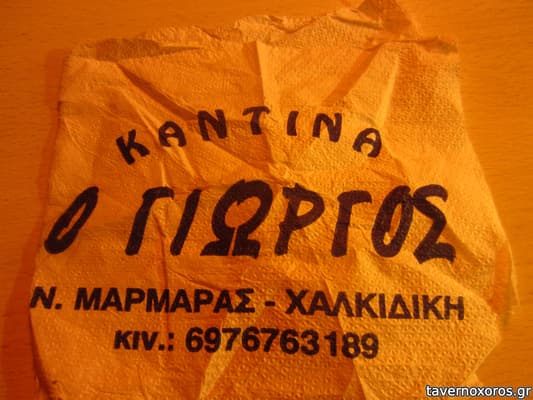 ΚΑΝΤΙΝΑ
Ο ΓΙΩΡΓΟΣ
Ν. ΜΑΡΜΑΡΑΣ - ΧΑΛΚΙΔΙΚΗ
κιν.: 6976763189
tavernoxoros.gr